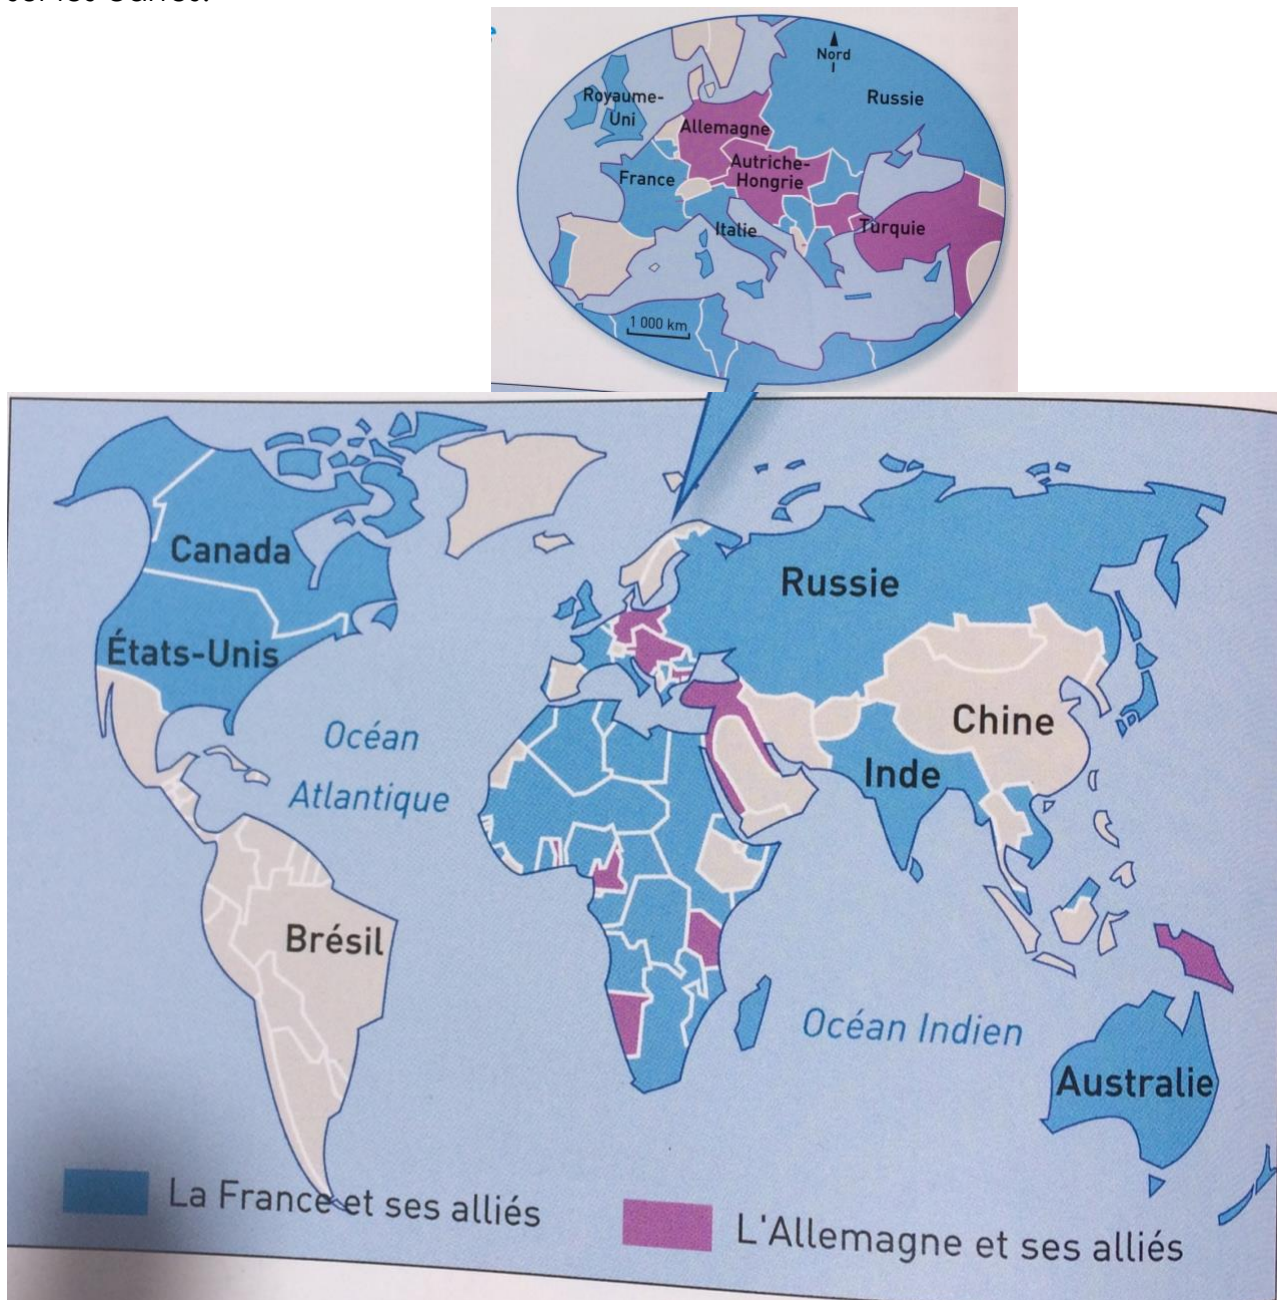 Nord
Royaume-
Uni
Russie
Allemagne
Autriche-
Hongrie
France
Italie
Turquie
1 000 km
Canada
Russie
États-Unis
Chine
Océan
Atlantique
Inde
Brésil
Océan Indien
Australie
La France et ses alliés
L'Allemagne et ses alliés